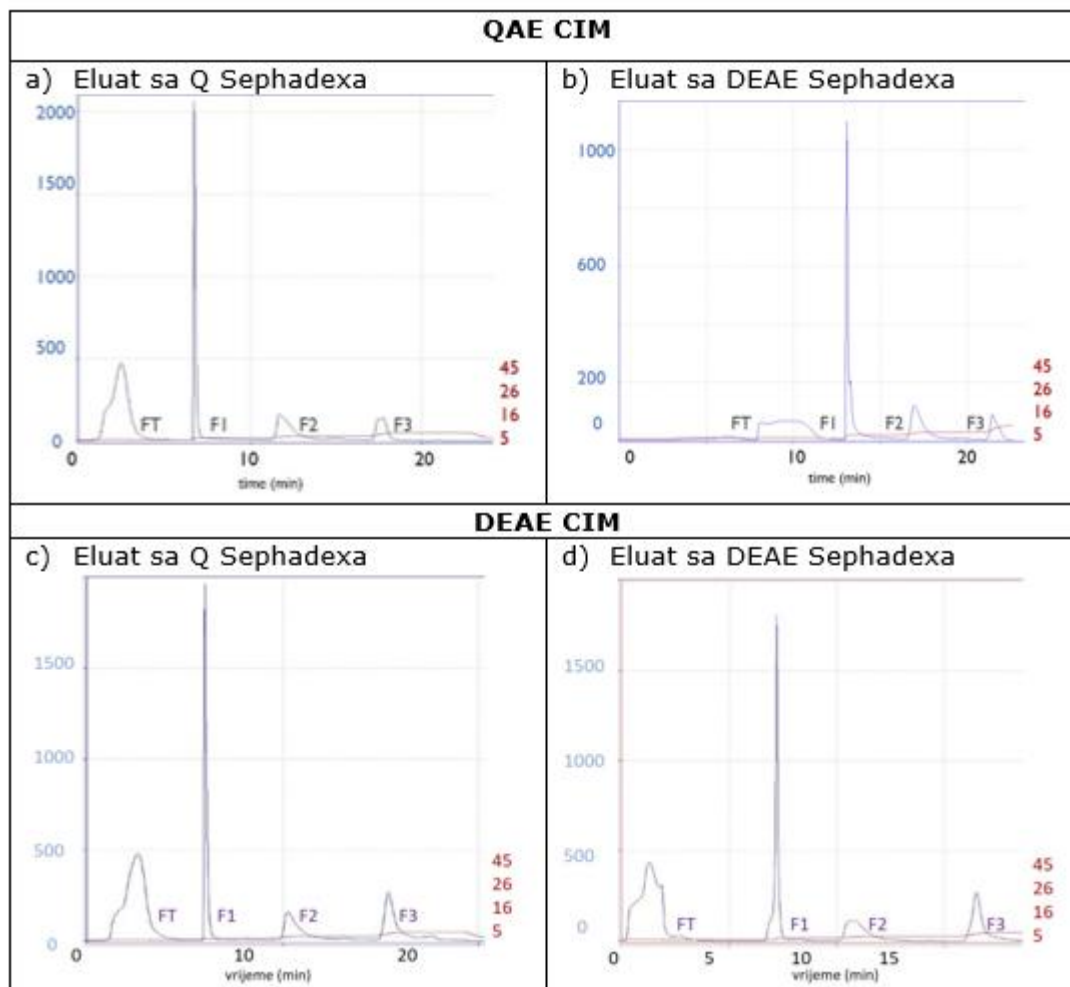 QAE CIM
a) Eluat sa Q Sephadexa
2000
1500
1000
500
0
45
26
16
5
FT
F1
F2
F3
0
10
20
time (min)
b) Eluat sa DEAE Sephadexa
1000
600
200
0
45
26
16
5
FT
F1
F2
F3
0
10
20
time (min)
DEAE CIM
c) Eluat sa Q Sephadexa
1500
1000
500
0
45
26
16
5
FT
F1
F2
F3
0
10
20
vrijeme (min)
d) Eluat sa DEAE Sephadexa
1500
1000
500
0
45
26
16
5
FT
F1
F2
F3
0
5
10
15
vrijeme (min)